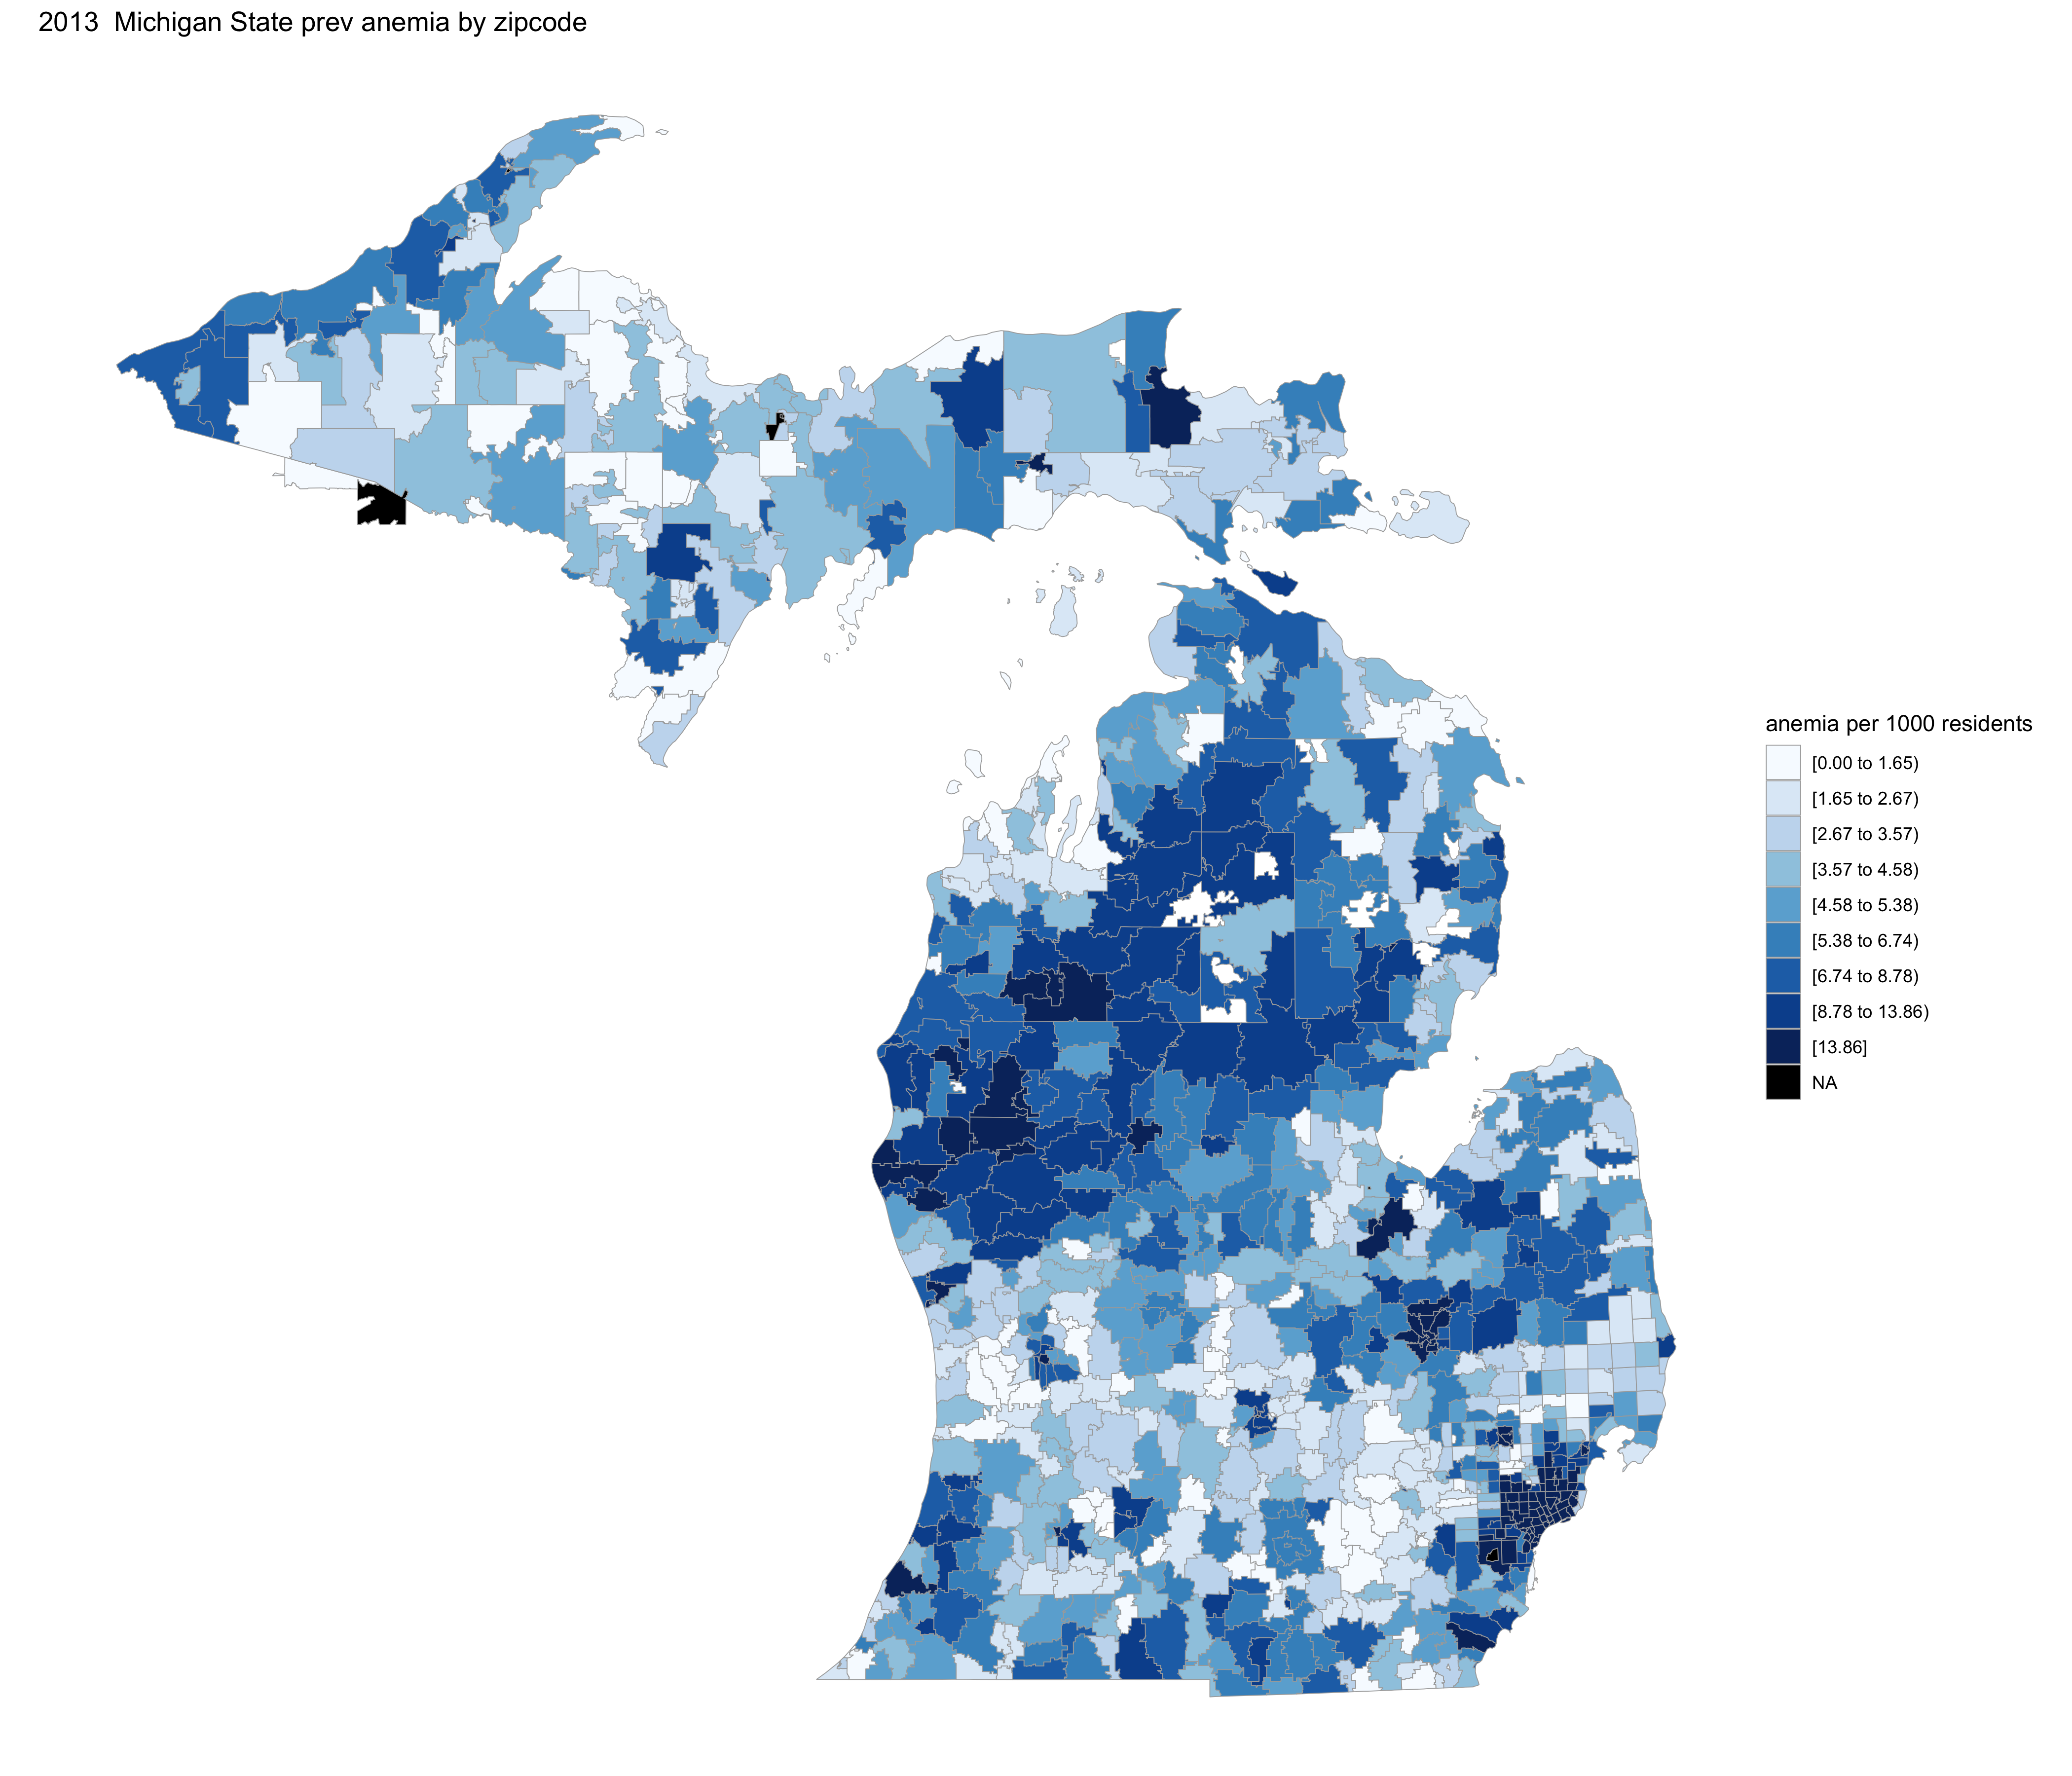 2013  Michigan State prev anemia by zipcode
anemia per 1000 residents
[0.00 to 1.65)
[1.65 to 2.67)
[2.67 to 3.57)
[3.57 to 4.58)
[4.58 to 5.38)
[5.38 to 6.74)
[6.74 to 8.78)
[8.78 to 13.86)
[13.86]
NA